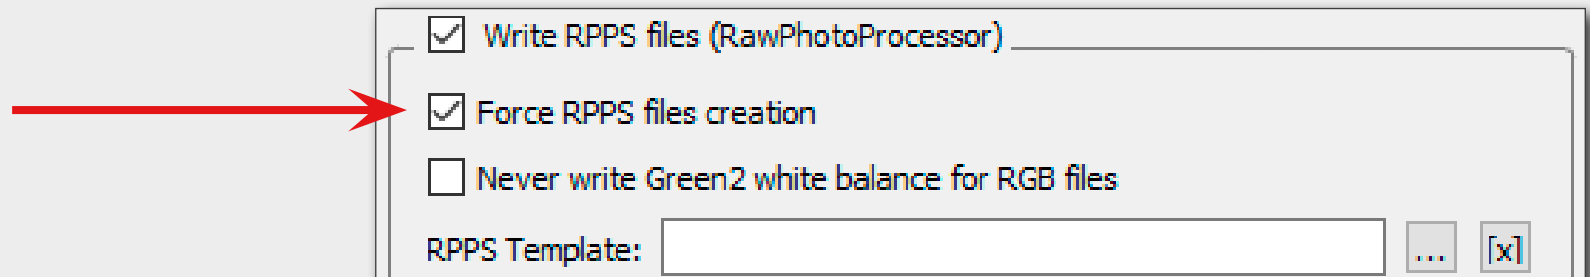 Write RPPS files (RawPhotoProcessor)
Force RPPS files creation
Never write Green2 white balance for RGB files
RPPS Template: ... [x]